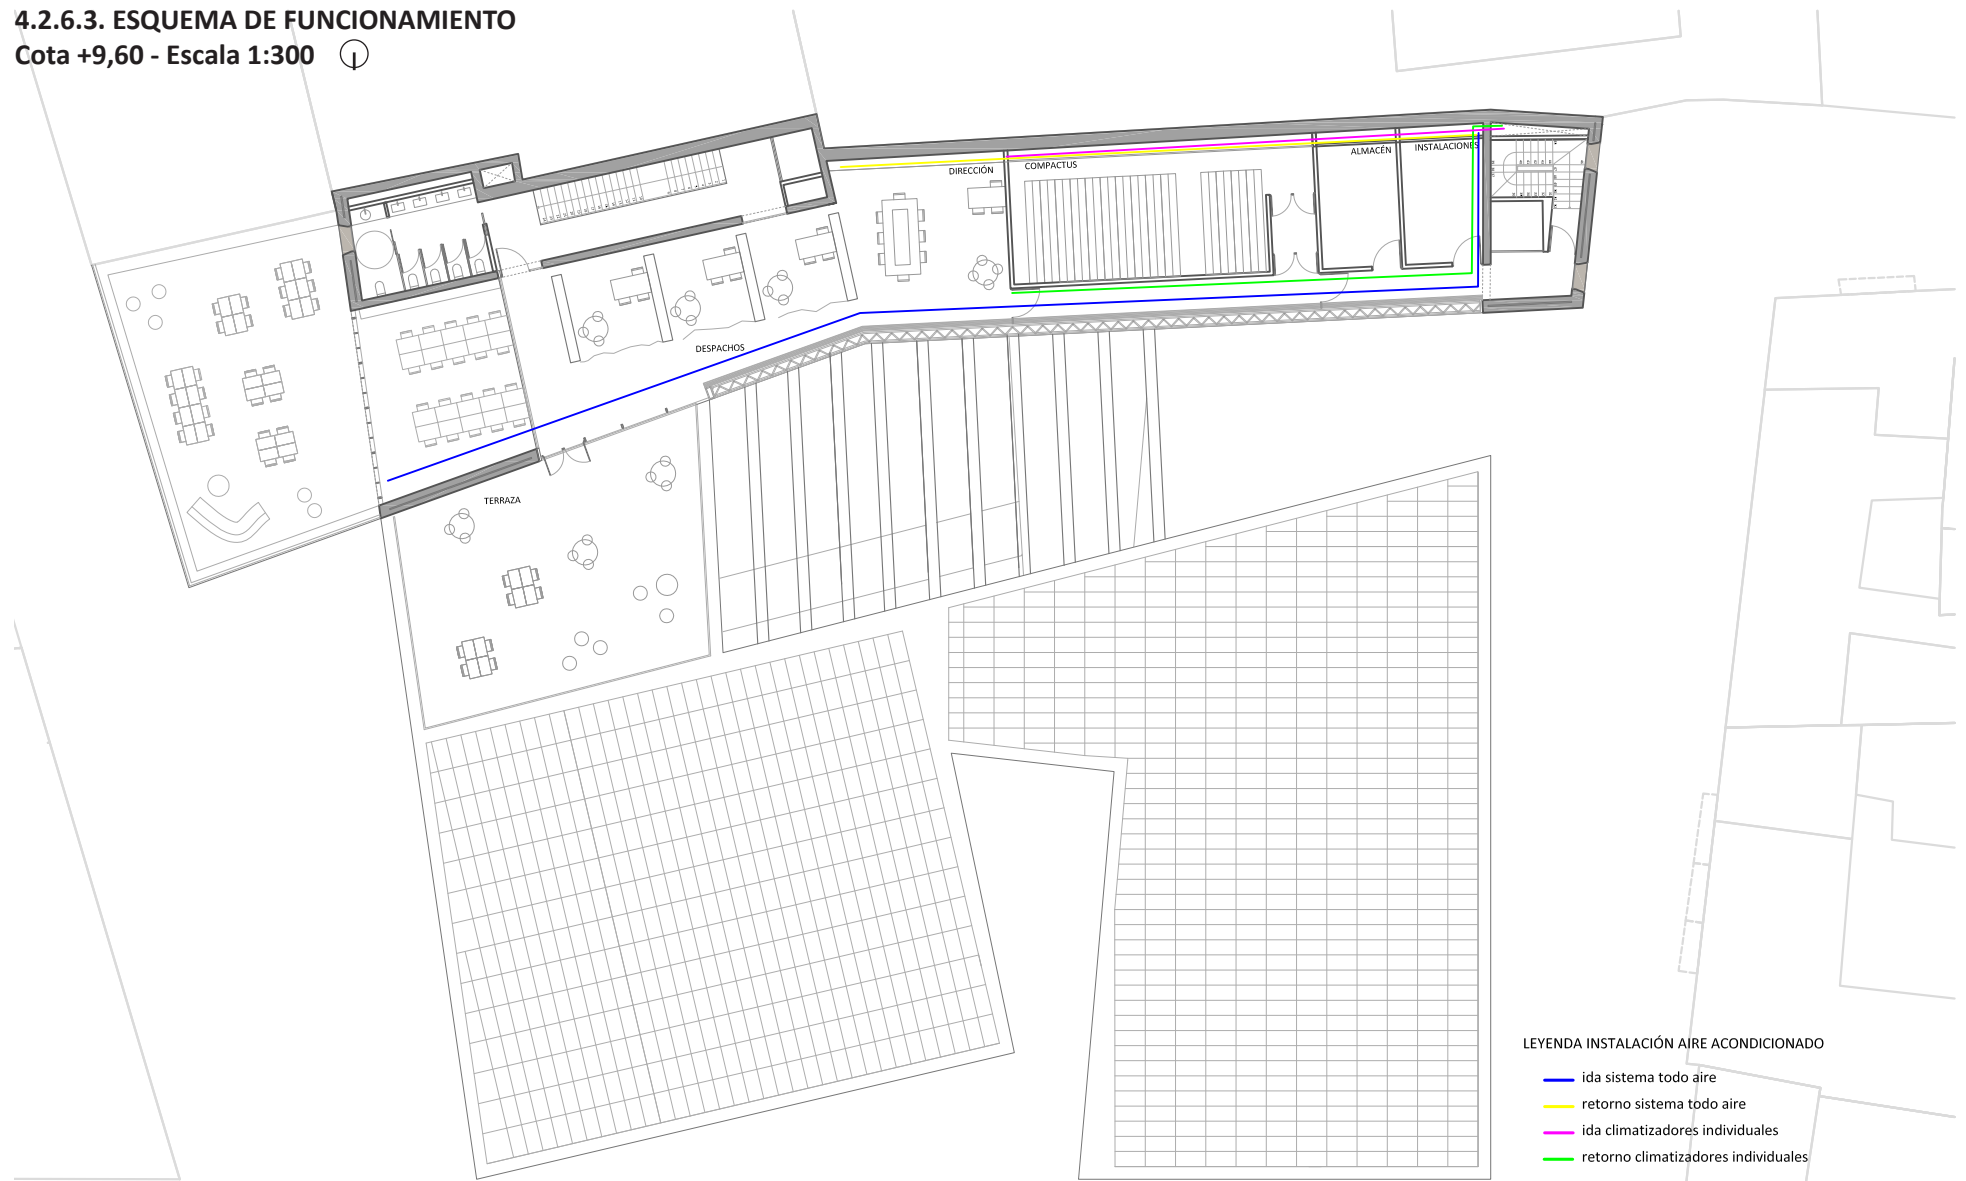 4.2.6.3. ESQUEMA DE FUNCIONAMIENTO
Cota +9,60 - Escala 1:300
DIRECCIÓN
COMPACTUS
ALMACÉN
INSTALACIONES
DESPACHOS
TERRAZA
LEYENDA INSTALACIÓN AIRE ACONDICIONADO
ida sistema todo aire
retorno sistema todo aire
ida climatizadores individuales
retorno climatizadores individuales